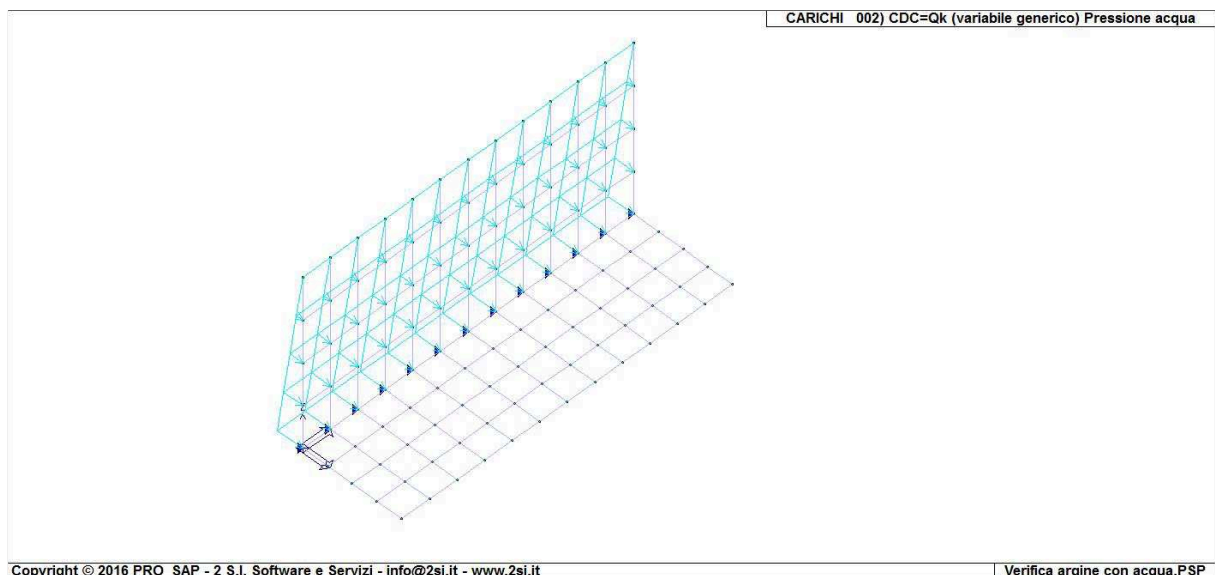 CARICHI 002) CDC=Qk (variabile generico) Pressione acqua
Z
Copyright © 2016 PRO_SAP - 2 S.I. Software e Servizi - info@2si.it - www.2si.it
Verifica argine con acqua.PSP